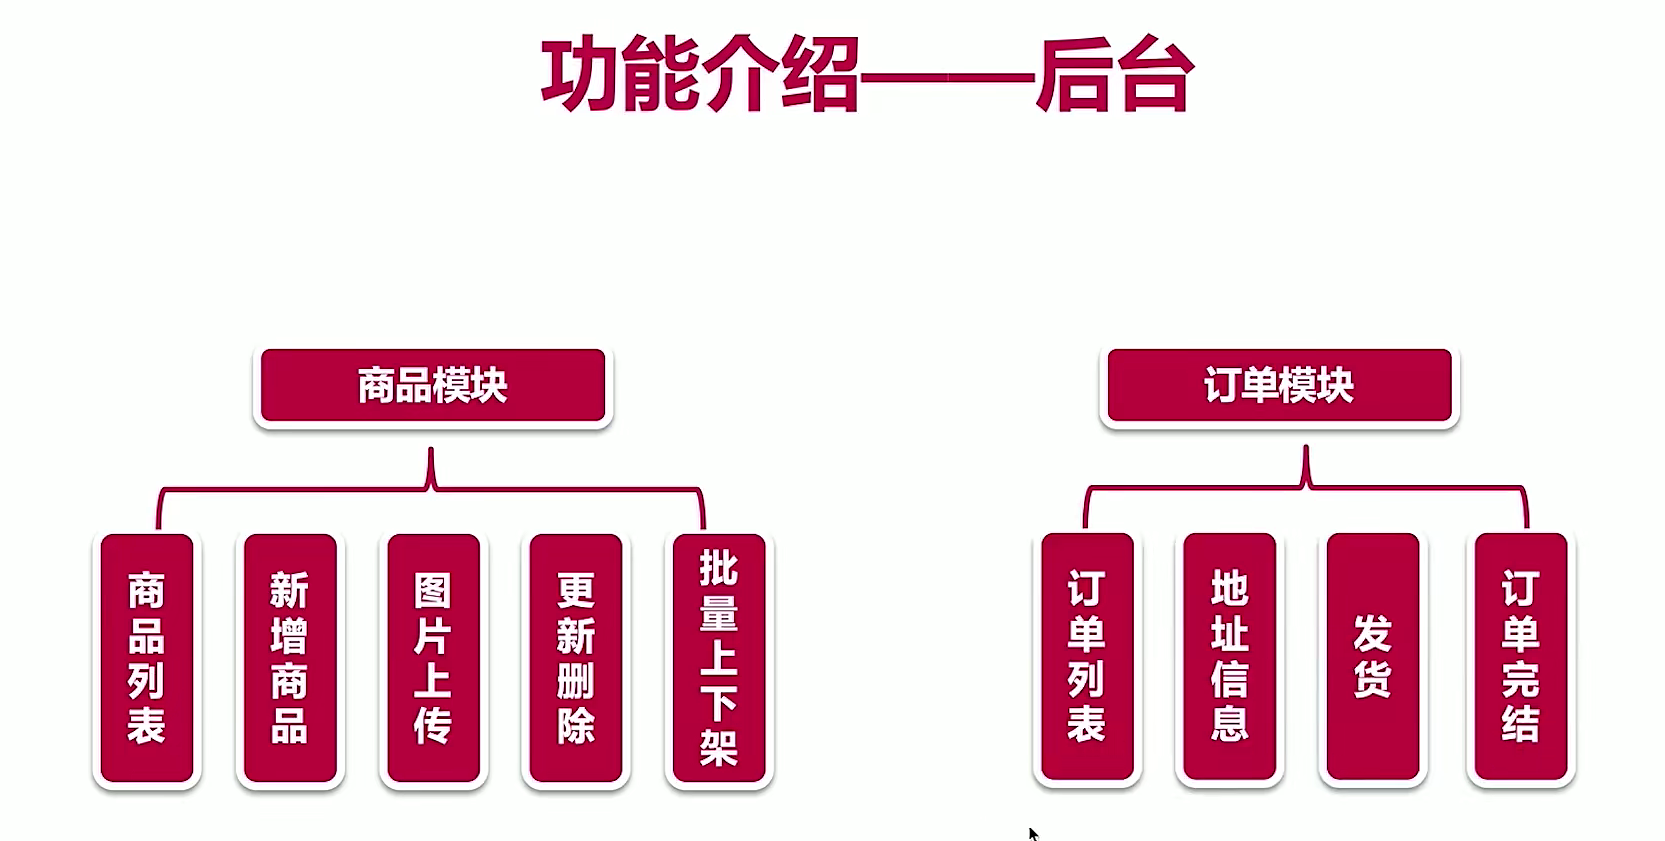 功能介绍——后台
商品模块
订单模块
商品列表
新增商品
图片上传
更新删除
批量上下架
订单列表
地址信息
发货
订单完结